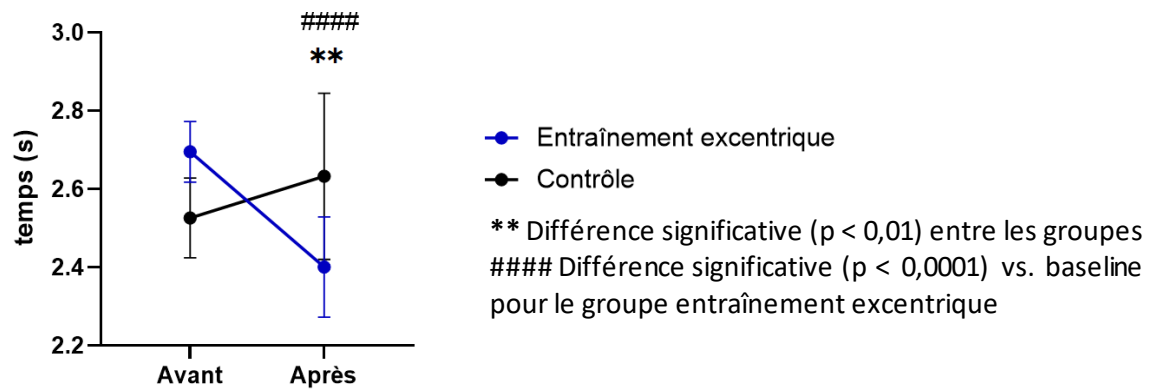 ####
**
3.0
2.8
2.6
2.4
2.2
temps (s)
Avant Après
Entraînement excentrique
Contrôle
** Différence significative (p < 0,01) entre les groupes
#### Différence significative (p < 0,0001) vs. baseline
pour le groupe entraînement excentrique